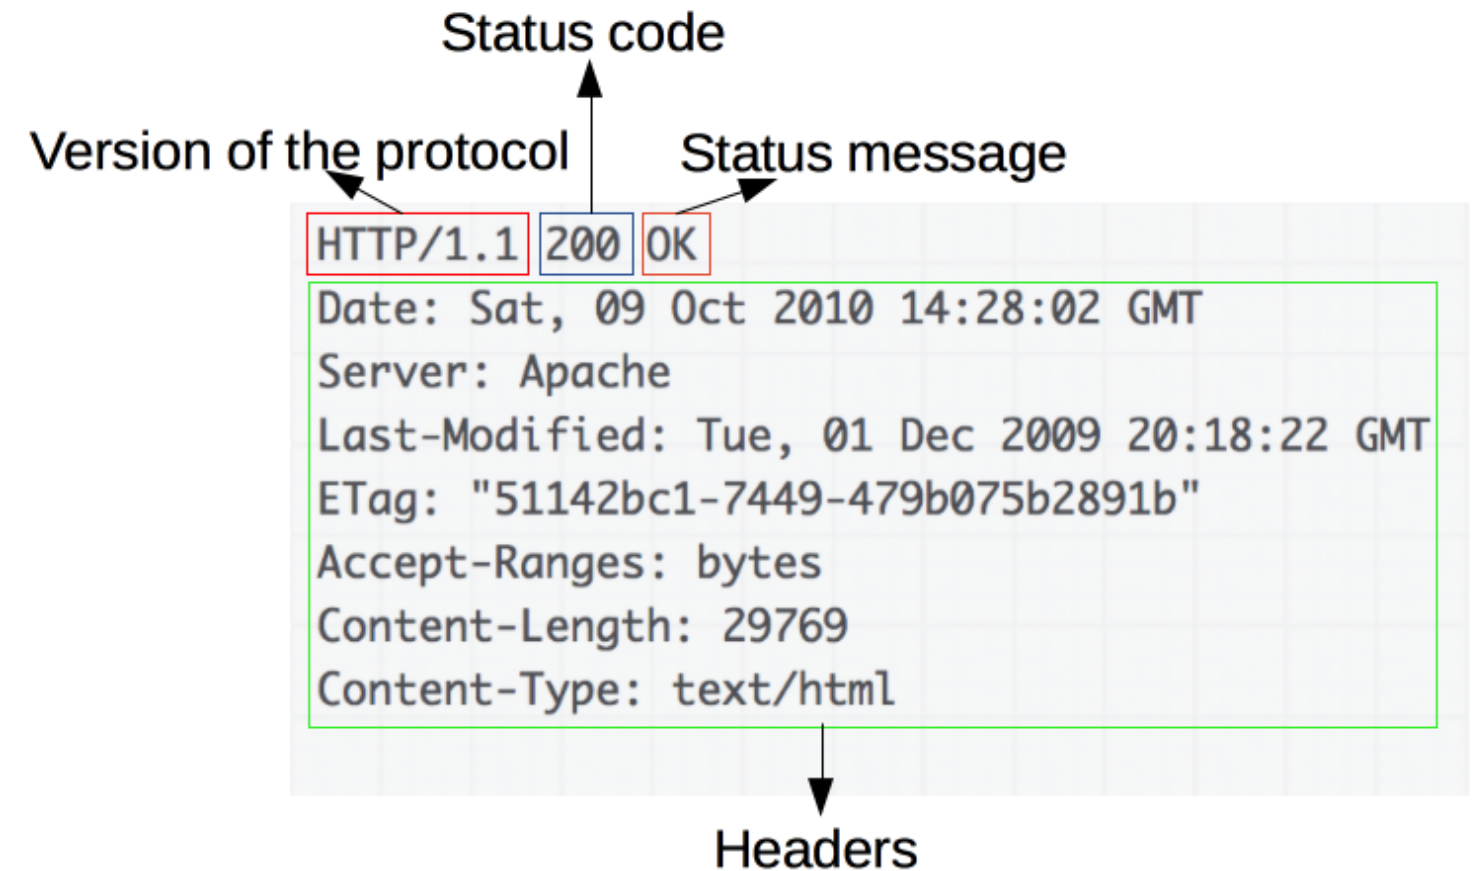 Status code
Version of the protocol
Status message
HTTP/1.1 200 OK
Date: Sat, 09 Oct 2010 14:28:02 GMT
Server: Apache
Last-Modified: Tue, 01 Dec 2009 20:18:22 GMT
ETag: "51142bc1-7449-479b075b2891b"
Accept-Ranges: bytes
Content-Length: 29769
Content-Type: text/html
Headers